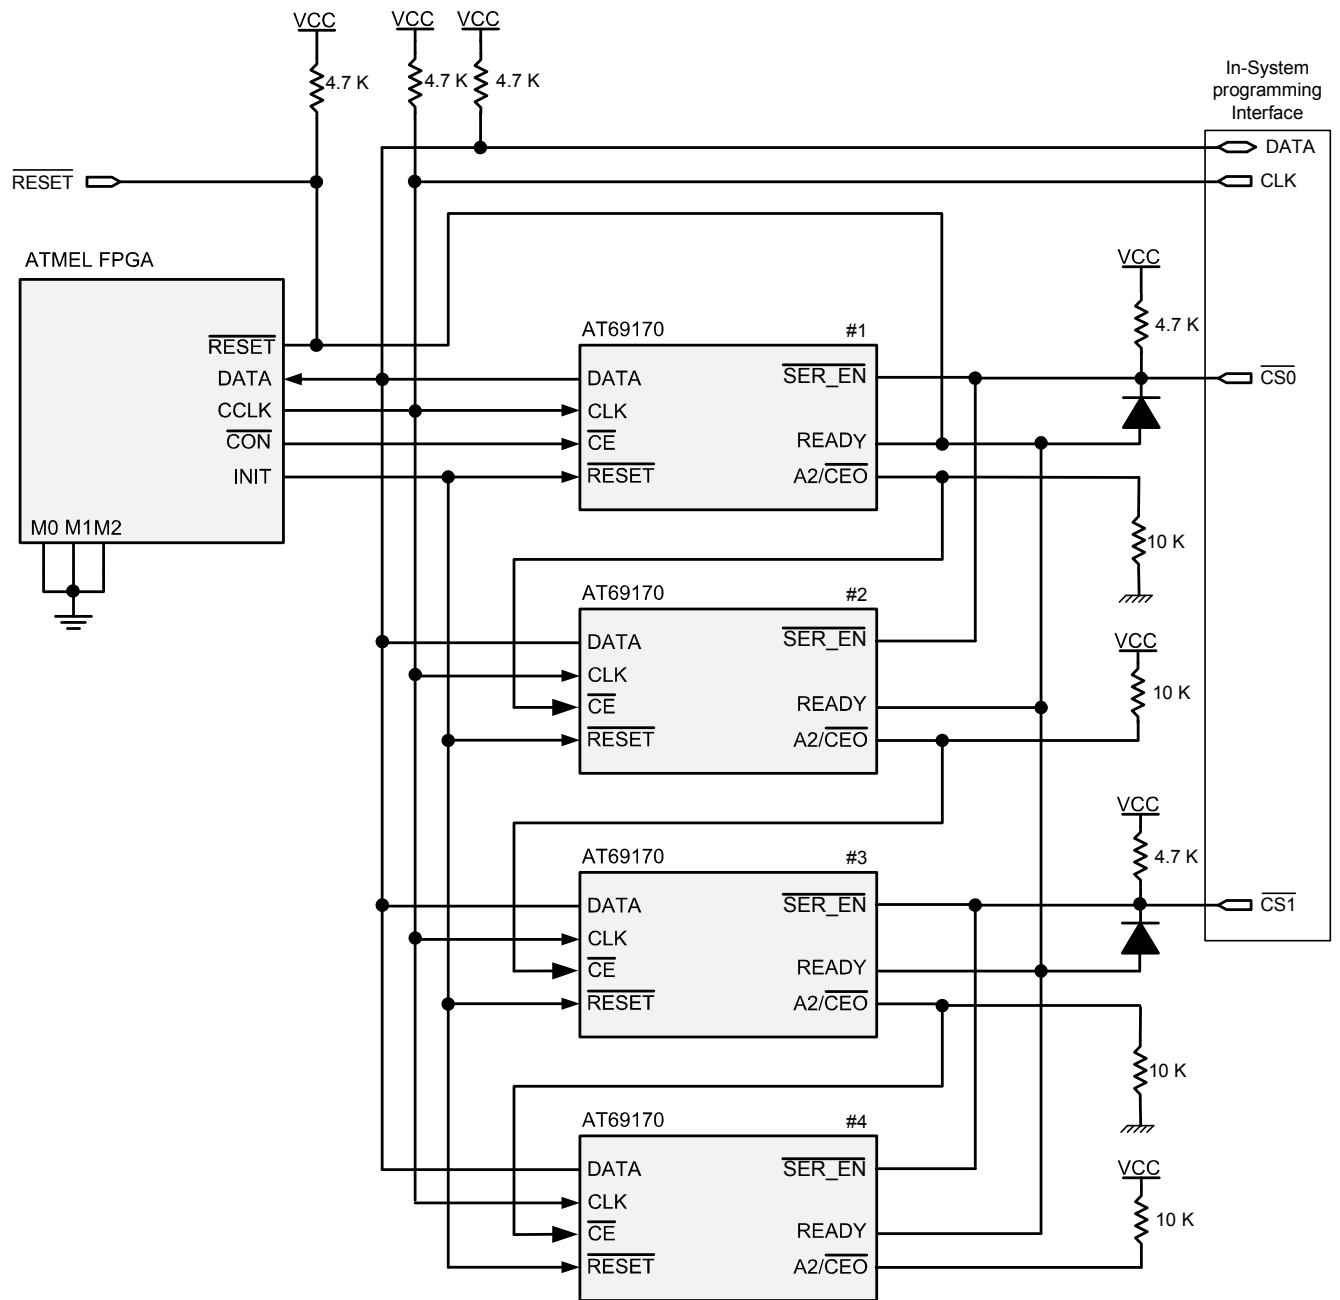 VCC
VCC
VCC
4.7 K
4.7 K
4.7 K
In-System
programming
Interface
DATA
RESET
CLK
ATMEL FPGA
VCC
4.7 K
RESET
DATA
CCLK
CON
INIT
M0 M1M2
AT69170
#1
DATA
SER_EN
CLK
CE
READY
RESET
A2/CEO
CS0
10 K
AT69170
#2
DATA
SER_EN
CLK
CE
READY
RESET
A2/CEO
VCC
10 K
VCC
4.7 K
AT69170
#3
DATA
SER_EN
CLK
CE
READY
RESET
A2/CEO
CS1
10 K
AT69170
#4
DATA
SER_EN
CLK
CE
READY
RESET
A2/CEO
VCC
10 K